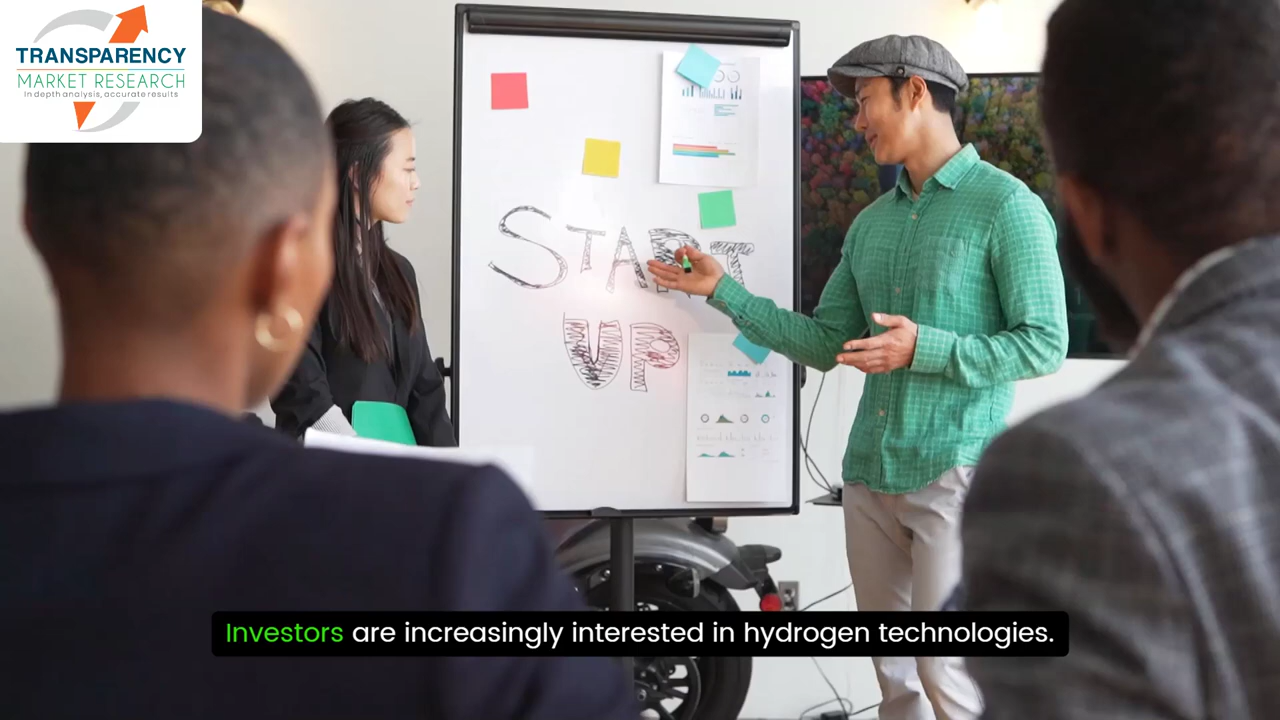 TRANSPARENCY
MARKET RESEARCH
In depth analysis, accurate results
START
UP
Investors are increasingly interested in hydrogen technologies.